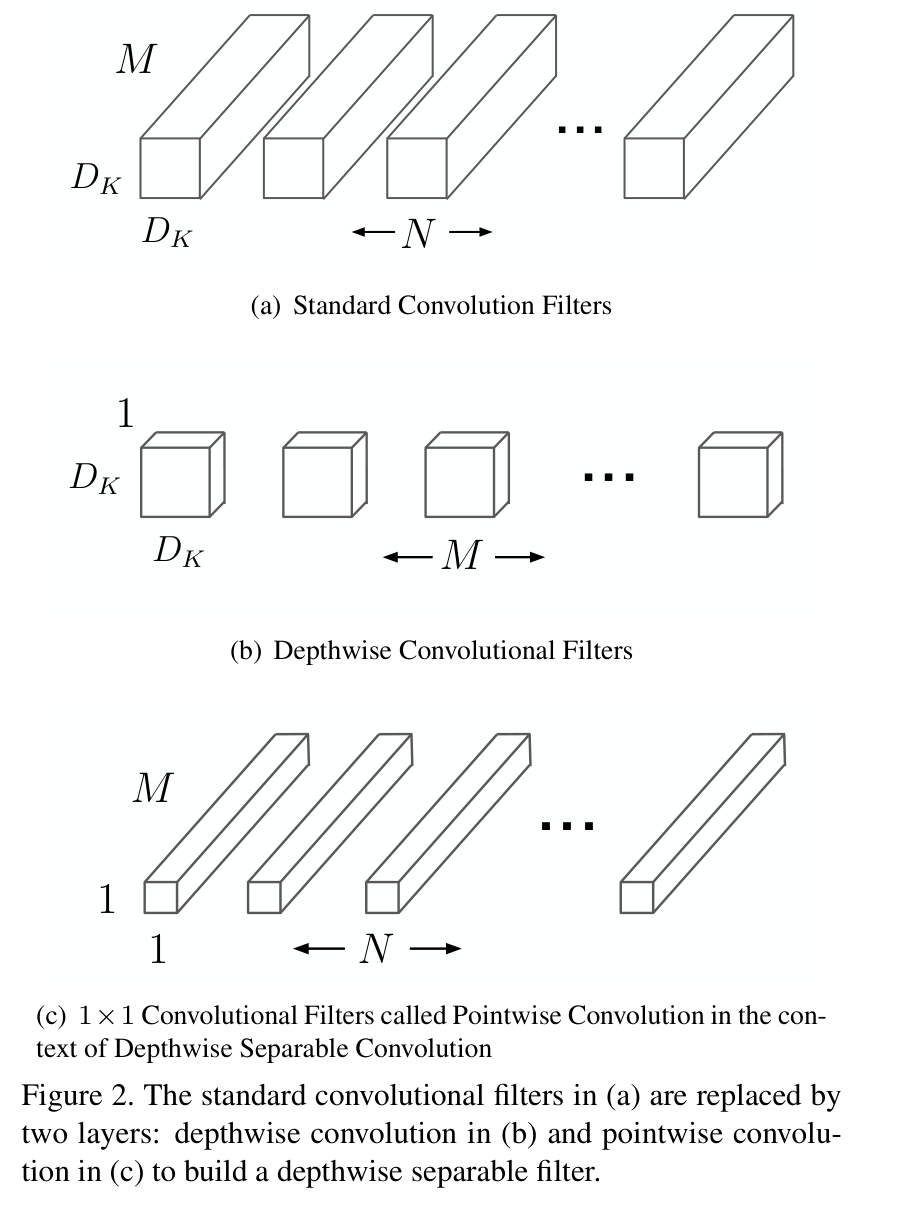 M
D_K
D_K
N
...
(a) Standard Convolution Filters
1
D_K
D_K
M
...
(b) Depthwise Convolutional Filters
M
1
1
N
...
(c) 1 × 1 Convolutional Filters called Pointwise Convolution in the con-
text of Depthwise Separable Convolution
Figure 2. The standard convolutional filters in (a) are replaced by
two layers: depthwise convolution in (b) and pointwise convolu-
tion in (c) to build a depthwise separable filter.